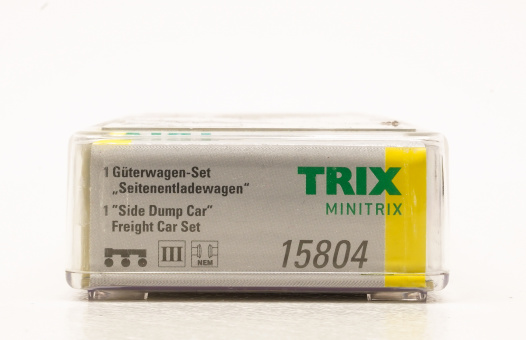 1 Güterwagen-Set
„Seitenentladewagen“
1 "Side Dump Car"
Freight Car Set
III
NEM
TRIX
MINITRIX
15804